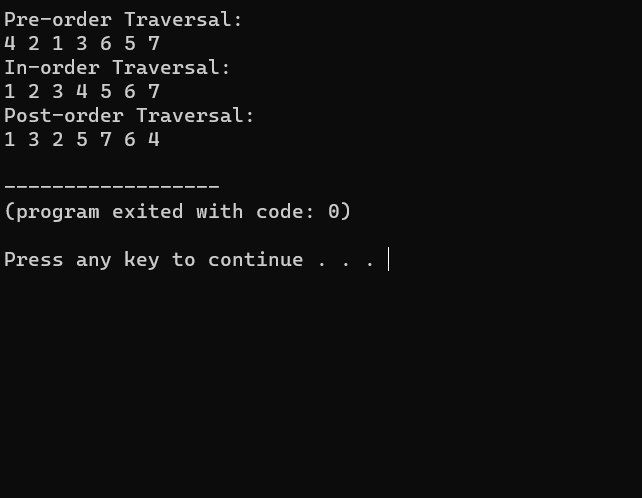 Pre-order Traversal:
4 2 1 3 6 5 7
In-order Traversal:
1 2 3 4 5 6 7
Post-order Traversal:
1 3 2 5 7 6 4
------------------
(program exited with code: 0)
Press any key to continue . . .